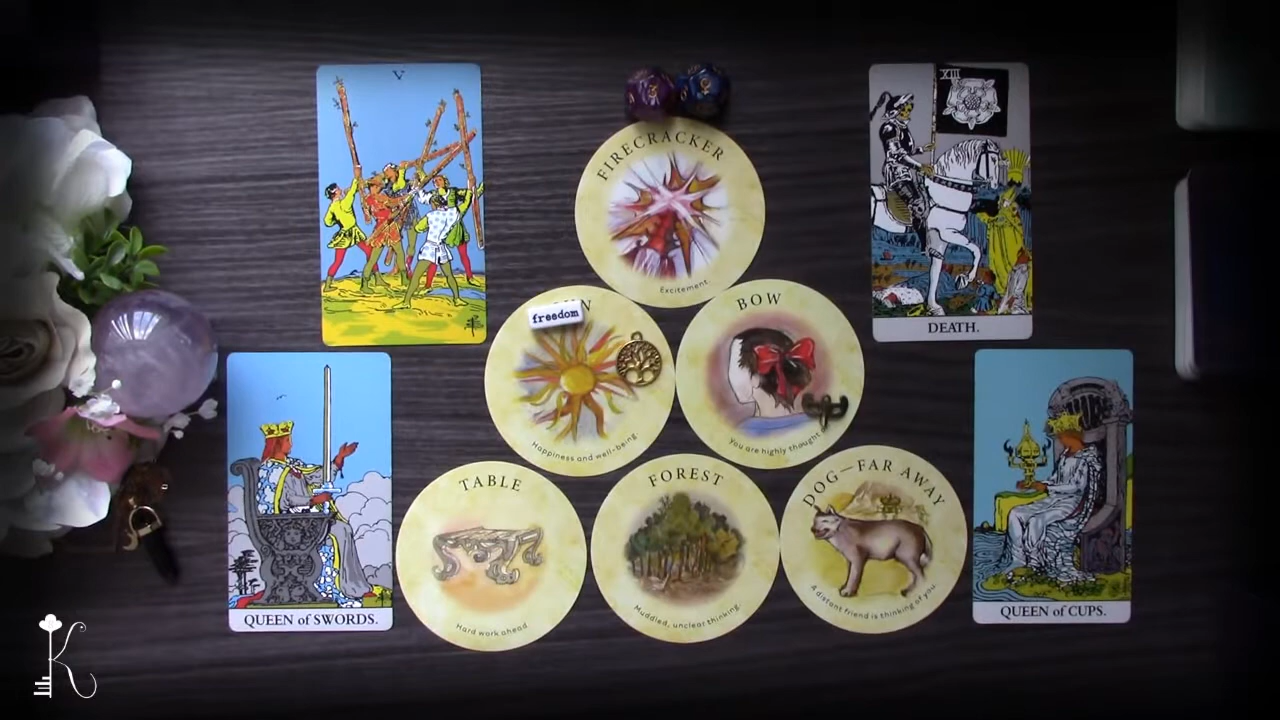 V
XIII
FIRECRACKER
Excitement.
DEATH.
freedom
Happiness and well-being.
BOW
You are highly thought
TABLE
Hard work ahead
FOREST
Muddled, unclear thinking.
DOG—FAR AWAY
A distant friend is thinking of you.
QUEEN of SWORDS.
QUEEN of CUPS.
K